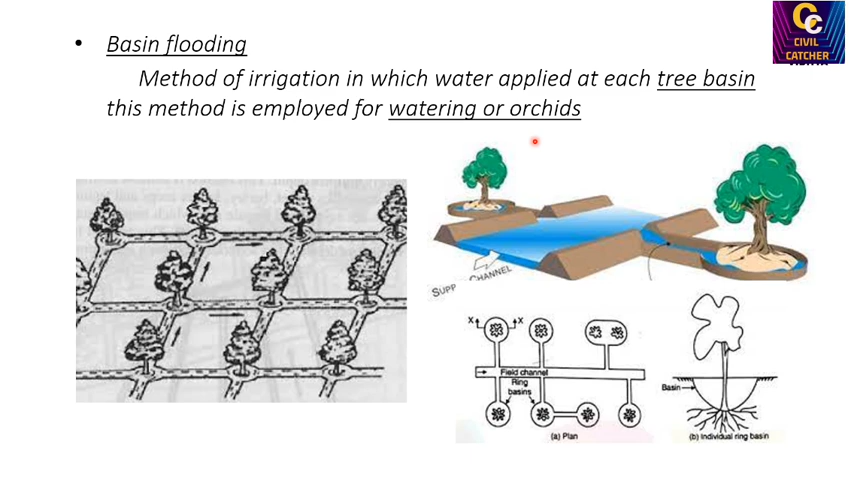 CIVIL
CATCHER
• Basin flooding
Method of irrigation in which water applied at each tree basin
this method is employed for watering or orchids
SUPP CHANNEL
X X
Field channel
Ring
basins
Basin
(a) Plan
(b) Individual ring basin